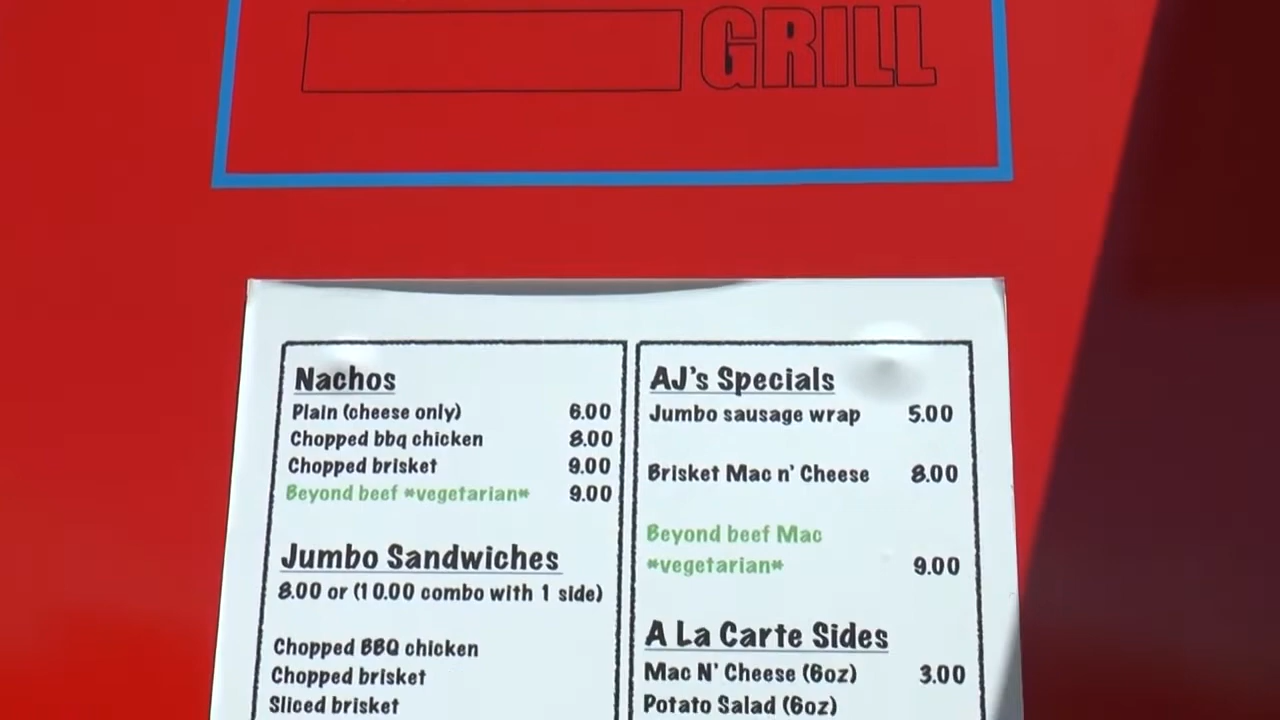 GRILL
Nachos
Plain (cheese only) 6.00
Chopped bbq chicken 8.00
Chopped brisket 9.00
Beyond beef *vegetarian* 9.00
Jumbo Sandwiches
8.00 or (10.00 combo with 1 side)
Chopped BBQ chicken
Chopped brisket
Sliced brisket
AJ's Specials
Jumbo sausage wrap 5.00
Brisket Mac n' Cheese 8.00
Beyond beef Mac
*vegetarian* 9.00
A La Carte Sides
Mac N' Cheese (6oz) 3.00
Potato Salad (6oz)